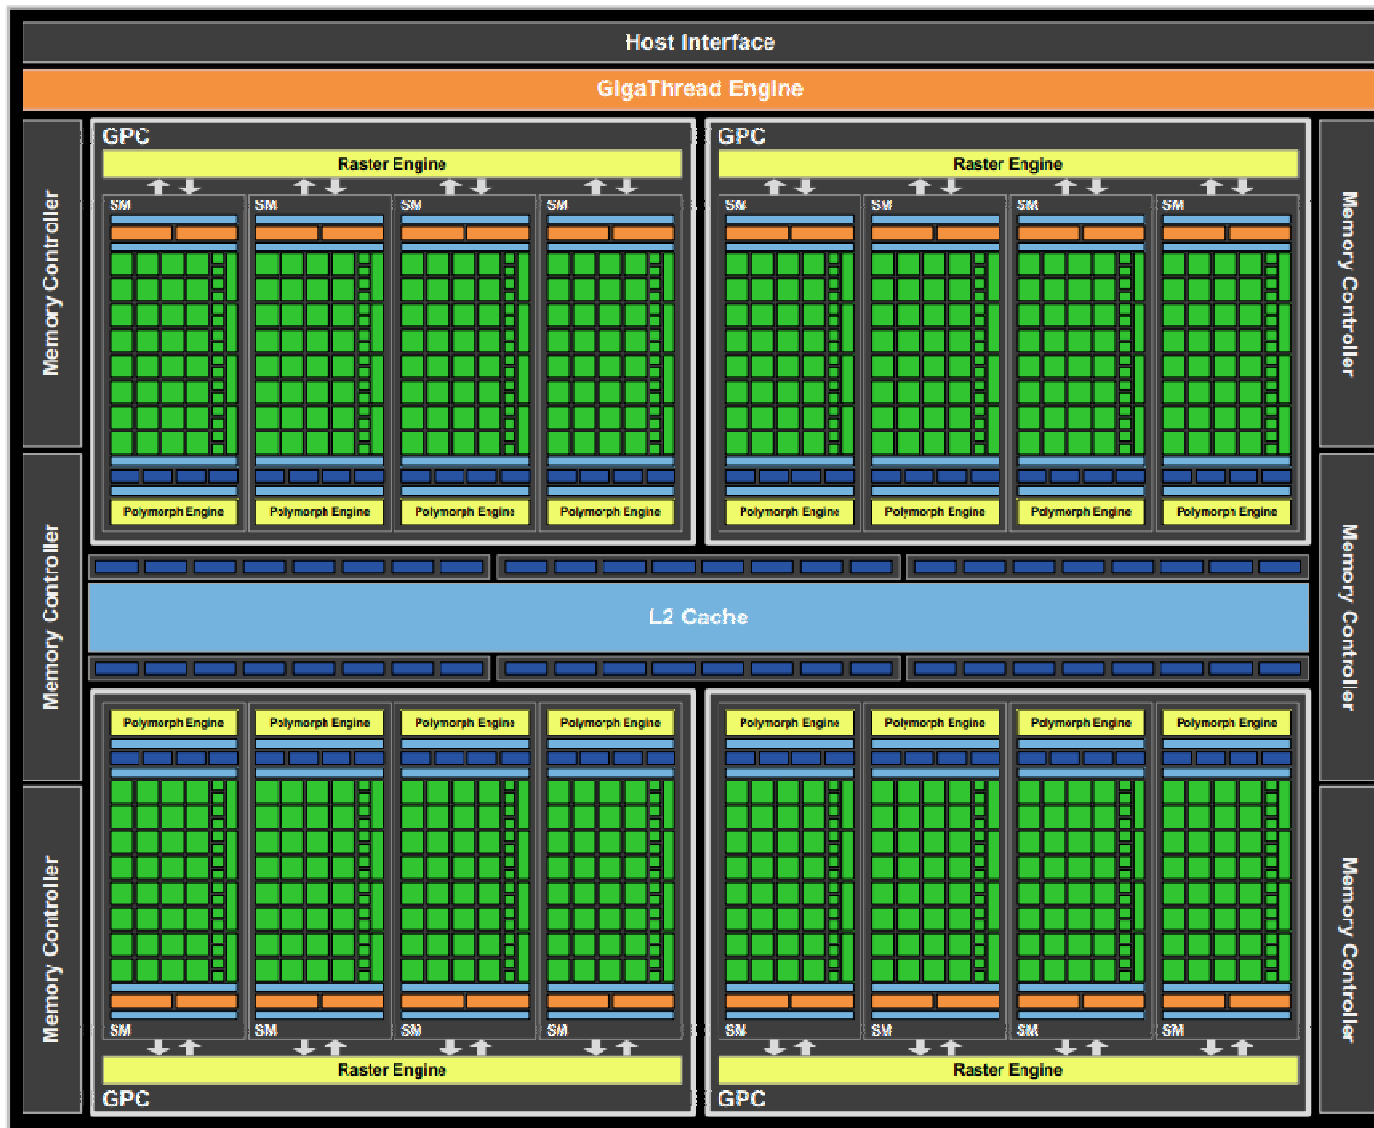 Host Interface
GigaThread Engine
GPC
GPC
Raster Engine
Raster Engine
SM SM SM SM
SM SM SM SM
Polymorph Engine Polymorph Engine Polymorph Engine Polymorph Engine
Polymorph Engine Polymorph Engine Polymorph Engine Polymorph Engine
Memory Controller
Memory Controller
Memory Controller
Memory Controller
Memory Controller
Memory Controller
L2 Cache
Polymorph Engine Polymorph Engine Polymorph Engine Polymorph Engine
Polymorph Engine Polymorph Engine Polymorph Engine Polymorph Engine
SM SM SM SM
SM SM SM SM
Raster Engine
Raster Engine
GPC
GPC